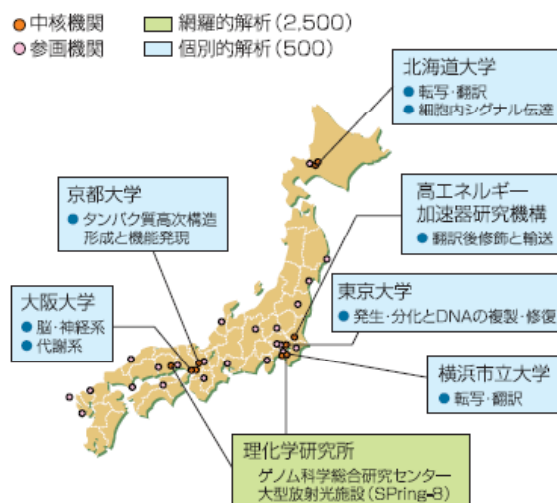 中核機関
網羅的解析(2,500)
参画機関
個別的解析(500)
北海道大学
転写・翻訳
細胞内シグナル伝達
京都大学
タンパク質高次構造
形成と機能発現
高エネルギー
加速器研究機構
翻訳後修飾と輸送
大阪大学
脳・神経系
代謝系
東京大学
発生・分化とDNAの複製・修復
横浜市立大学
転写・翻訳
理化学研究所
ゲノム科学総合研究センター
大型放射光施設(SPring-8)